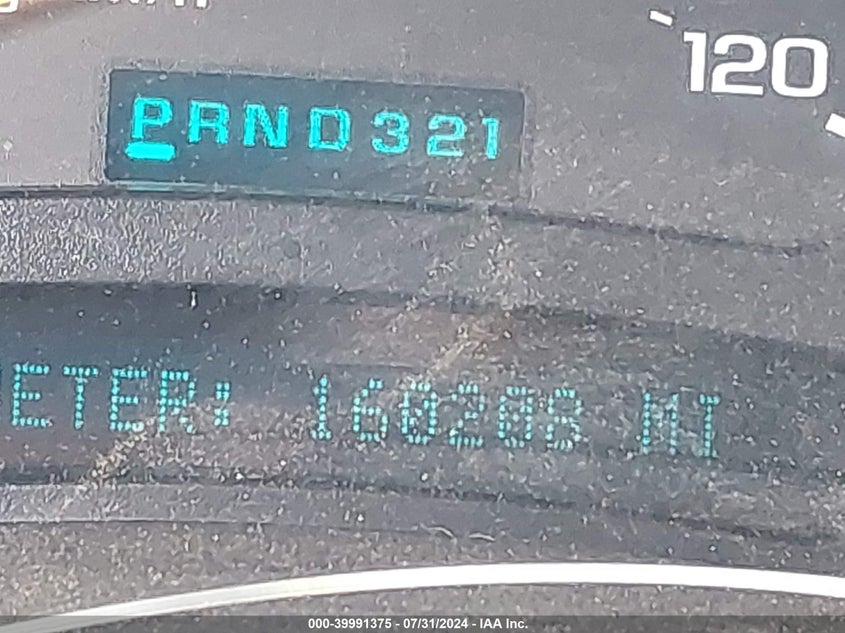 120
PRND321
ETER: 160208 MI
000-39991375 - 07/31/2024 - IAA Inc.